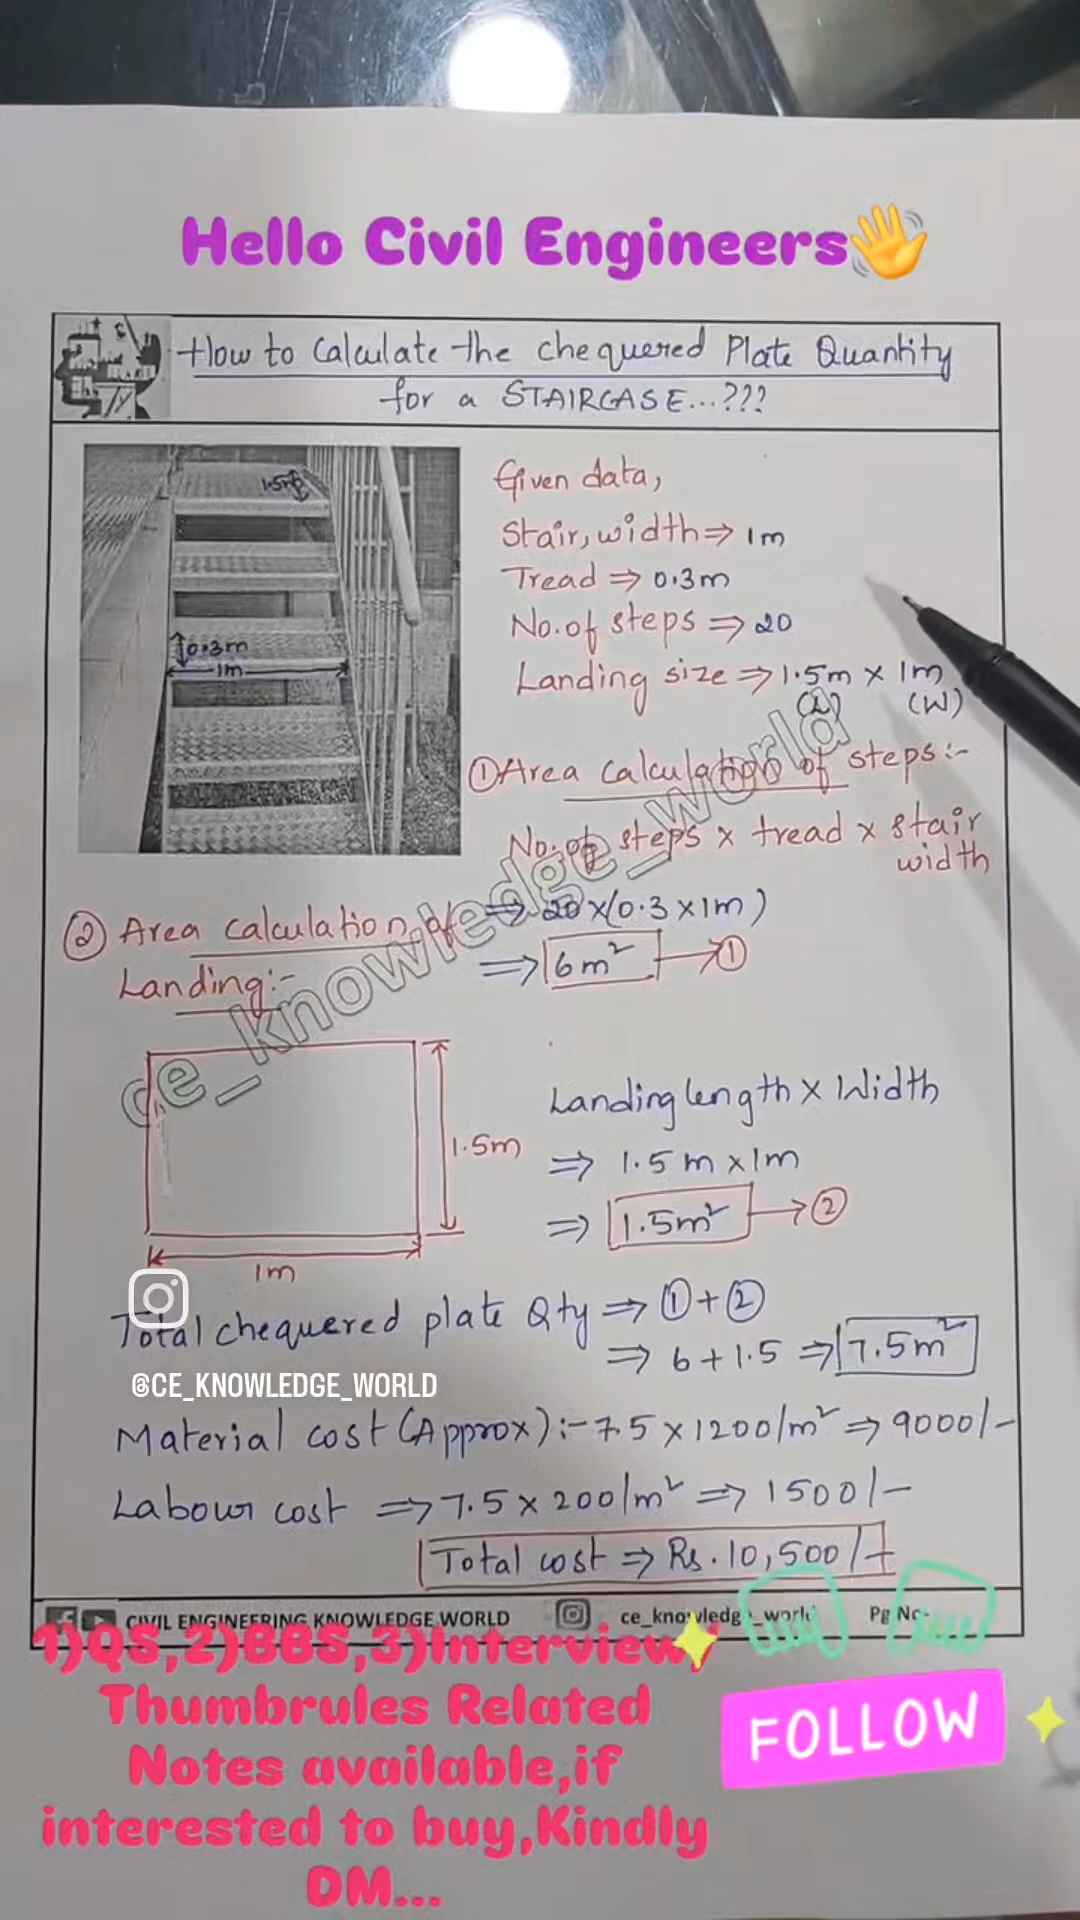 Hello Civil Engineers👋
How to Calculate the chequered Plate Quantity
for a STAIRCASE...???
1.5m
0.3m
1m
Given data,
Stair, width ⇒ 1m
Tread ⇒ 0.3m
No. of steps ⇒ 20
Landing size ⇒ 1.5m x 1m
(L) (W)
① Area calculation of steps:-
No. of steps x tread x stair
width
⇒ 20 x (0.3 x 1m)
⇒ 6m² → ①
② Area calculation of
Landing:-
ce_knowledge_world
1.5m
1m
Landing length x Width
⇒ 1.5m x 1m
⇒ 1.5m² → ②
Total chequered plate Qty ⇒ ① + ②
⇒ 6 + 1.5 ⇒ 7.5m²
@CE_KNOWLEDGE_WORLD
Material cost (Approx):- 7.5 x 1200/m² ⇒ 9000/-
Labour cost ⇒ 7.5 x 200/m² ⇒ 1500/-
Total cost ⇒ Rs. 10,500/-
CIVIL ENGINEERING KNOWLEDGE WORLD ce_knowledge_world Pg No:
1)QS,2)BBS,3)Interview,
Thumbrules Related
Notes available,if
interested to buy,Kindly
DM...
FOLLOW